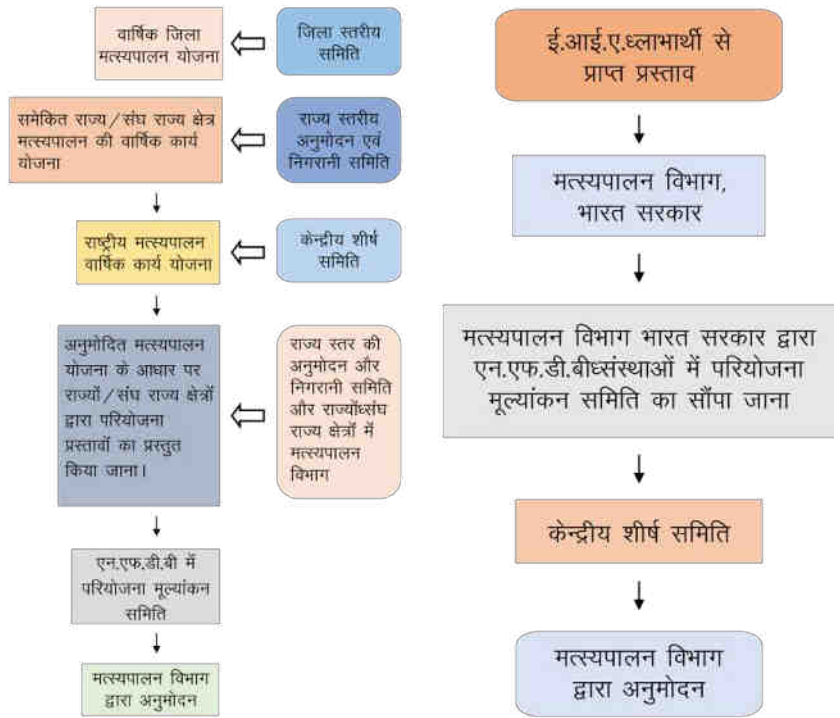 वार्षिक जिला
मत्स्यपालन योजना
जिला स्तरीय
समिति
समेकित राज्य/संघ राज्य क्षेत्र
मत्स्यपालन की वार्षिक कार्य
योजना
राज्य स्तरीय
अनुमोदन एवं
निगरानी समिति
राष्ट्रीय मत्स्यपालन
वार्षिक कार्य योजना
केन्द्रीय शीर्ष
समिति
अनुमोदित मत्स्यपालन
योजना के आधार पर
राज्यों/संघ राज्य क्षेत्रों
द्वारा परियोजना
प्रस्तावों का प्रस्तुत
किया जाना।
राज्य स्तर की
अनुमोदन और
निगरानी समिति
और राज्योंध्संघ
राज्य क्षेत्रों में
मत्स्यपालन
विभाग
एन.एफ.डी.बी में
परियोजना मूल्यांकन
समिति
मत्स्यपालन विभाग
द्वारा अनुमोदन
ई.आई.ए.ध्लाभार्थी से
प्राप्त प्रस्ताव
मत्स्यपालन विभाग,
भारत सरकार
मत्स्यपालन विभाग भारत सरकार द्वारा
एन.एफ.डी.बीध्संस्थाओं में परियोजना
मूल्यांकन समिति का सौंपा जाना
केन्द्रीय शीर्ष समिति
मत्स्यपालन विभाग
द्वारा अनुमोदन